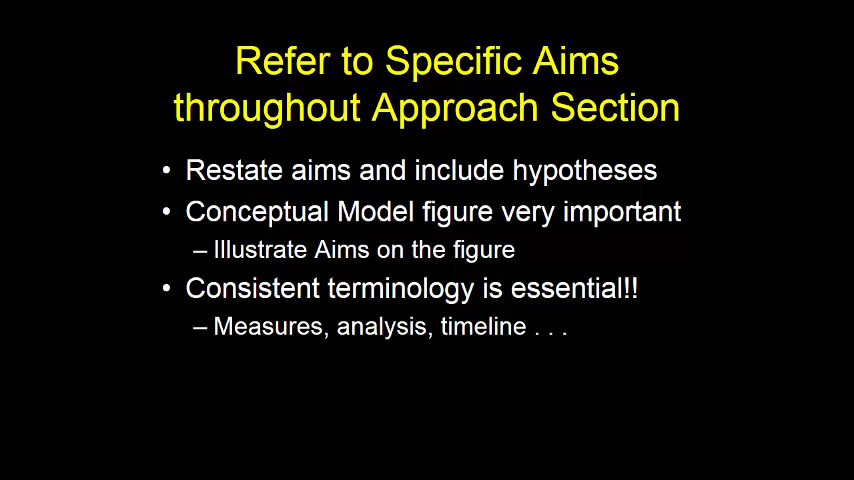 Refer to Specific Aims
throughout Approach Section
• Restate aims and include hypotheses
• Conceptual Model figure very important
– Illustrate Aims on the figure
• Consistent terminology is essential!!
– Measures, analysis, timeline . . .